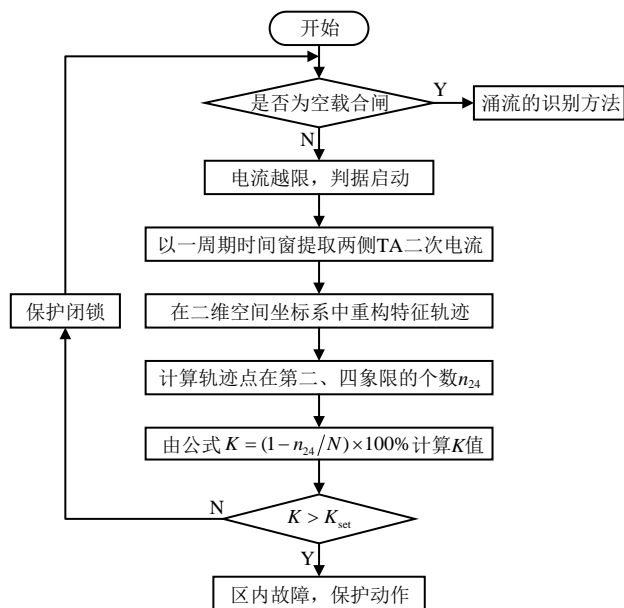 开始
是否为空载合闸
Y
涌流的识别方法
N
电流越限，判据启动
以一周期时间窗提取两侧TA二次电流
保护闭锁
在二维空间坐标系中重构特征轨迹
计算轨迹点在第二、四象限的个数n₂₄
由公式 K = (1−n₂₄/N)×100% 计算K值
N
K > Kset
Y
区内故障，保护动作